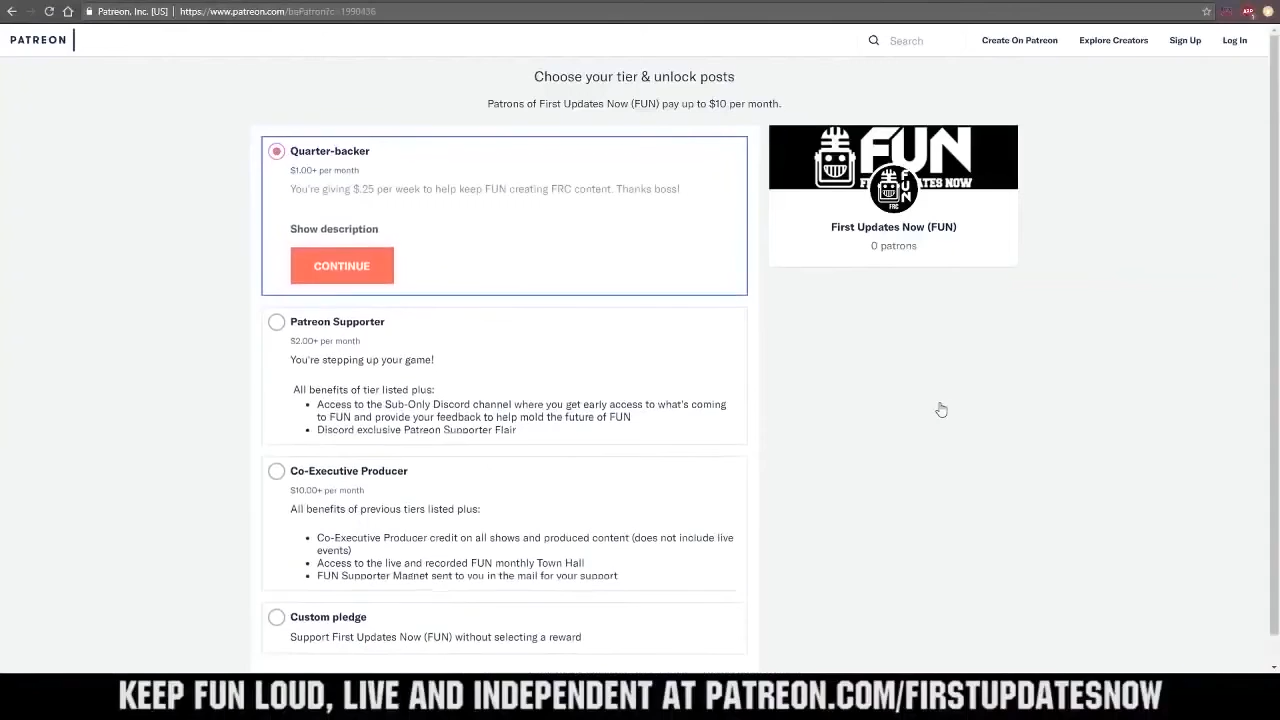 Patreon, Inc. [US] | https://www.patreon.com/bePatron?c=1990436
PATREON
Search
Create On Patreon
Explore Creators
Sign Up
Log In
Choose your tier & unlock posts
Patrons of First Updates Now (FUN) pay up to $10 per month.
Quarter-backer
$1.00+ per month
You're giving $.25 per week to help keep FUN creating FRC content. Thanks boss!
Show description
CONTINUE
Patreon Supporter
$2.00+ per month
You're stepping up your game!
All benefits of tier listed plus:
• Access to the Sub-Only Discord channel where you get early access to what's coming
to FUN and provide your feedback to help mold the future of FUN
• Discord exclusive Patreon Supporter Flair
Co-Executive Producer
$10.00+ per month
All benefits of previous tiers listed plus:
• Co-Executive Producer credit on all shows and produced content (does not include live
events)
• Access to the live and recorded FUN monthly Town Hall
• FUN Supporter Magnet sent to you in the mail for your support
Custom pledge
Support First Updates Now (FUN) without selecting a reward
FUN
FUN
FRC
First Updates Now (FUN)
0 patrons
KEEP FUN LOUD, LIVE AND INDEPENDENT AT PATREON.COM/FIRSTUPDATESNOW